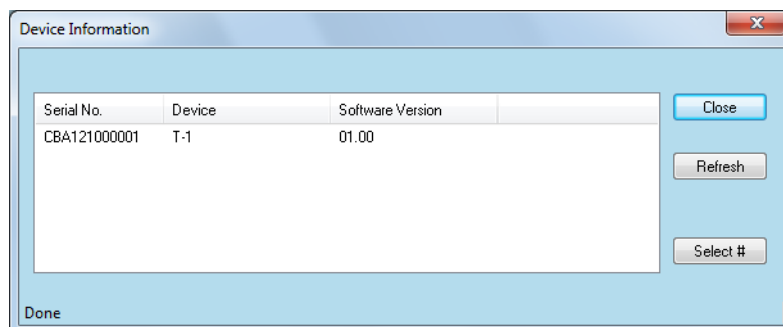 Device Information
Serial No. Device Software Version
Close
CBA121000001 T-1 01.00
Refresh
Select #
Done